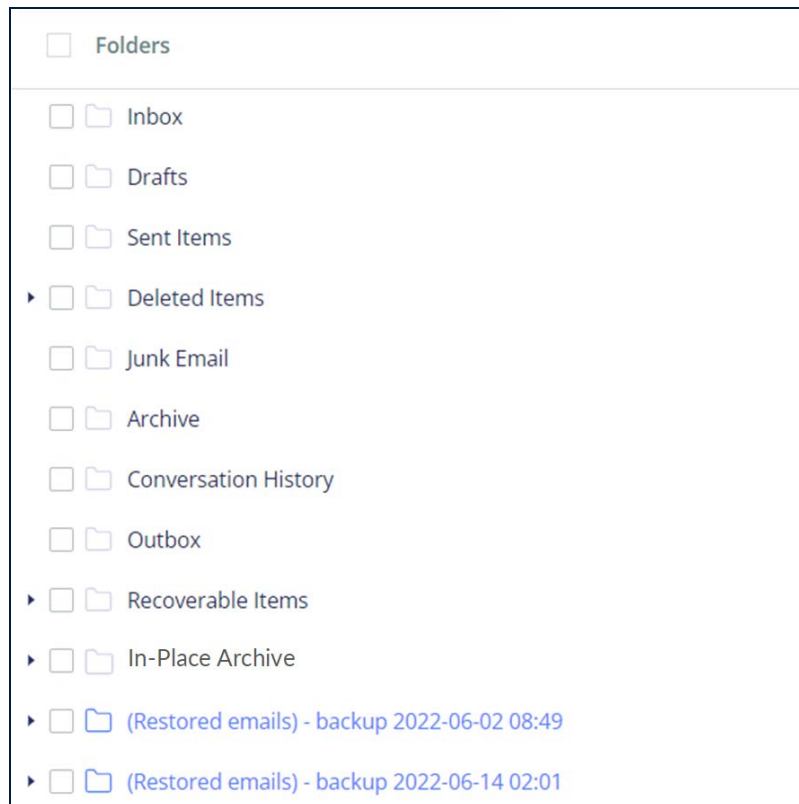 Folders
Inbox
Drafts
Sent Items
Deleted Items
Junk Email
Archive
Conversation History
Outbox
Recoverable Items
In-Place Archive
(Restored emails) - backup 2022-06-02 08:49
(Restored emails) - backup 2022-06-14 02:01